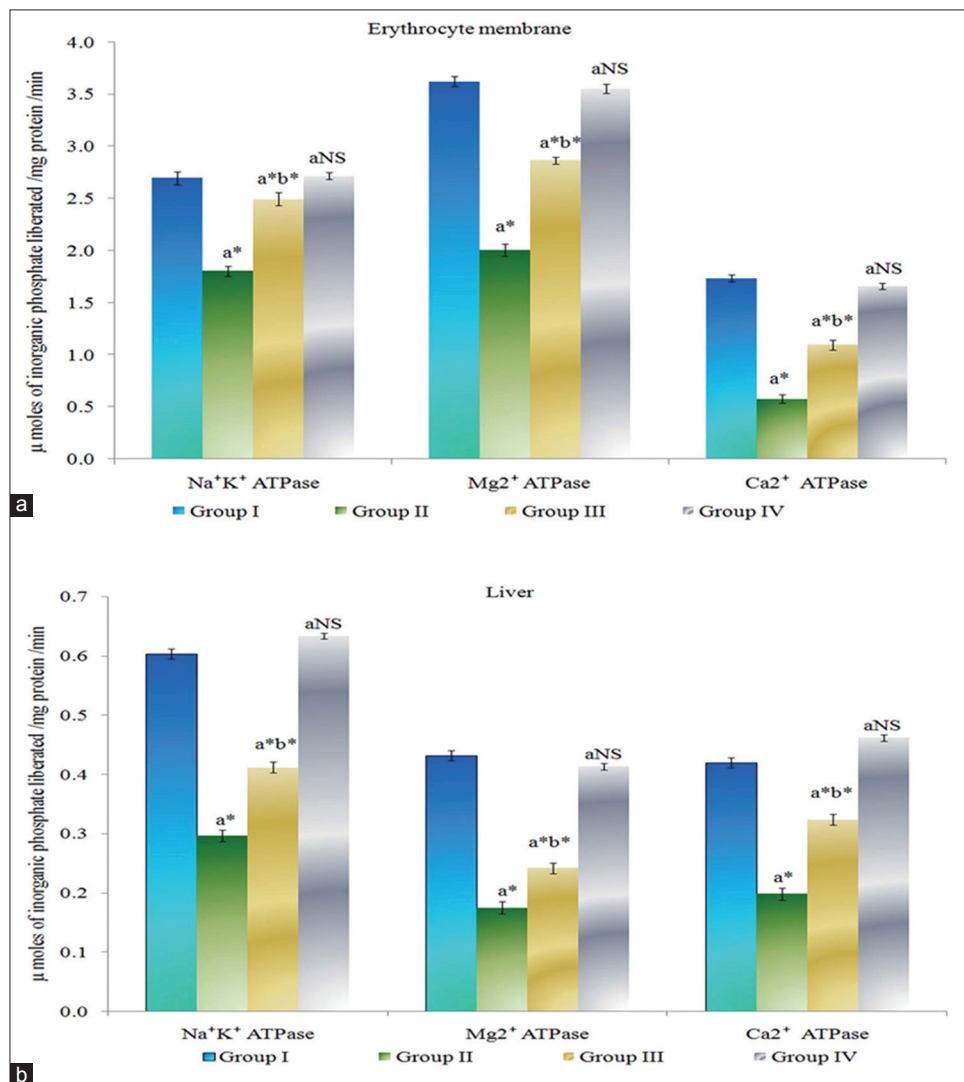 Erythrocyte membrane
μ moles of inorganic phosphate liberated /mg protein /min
4.0
3.5
3.0
2.5
2.0
1.5
1.0
0.5
0.0
a*
a*b*
aNS
a*
a*b*
aNS
a*
a*b*
aNS
Na⁺K⁺ ATPase Mg2⁺ ATPase Ca2⁺ ATPase
Group I Group II Group III Group IV
a
Liver
μ moles of inorganic phosphate liberated /mg protein /min
0.7
0.6
0.5
0.4
0.3
0.2
0.1
0.0
a*
a*b*
aNS
a*
a*b*
aNS
a*
a*b*
aNS
Na⁺K⁺ ATPase Mg2⁺ ATPase Ca2⁺ ATPase
Group I Group II Group III Group IV
b